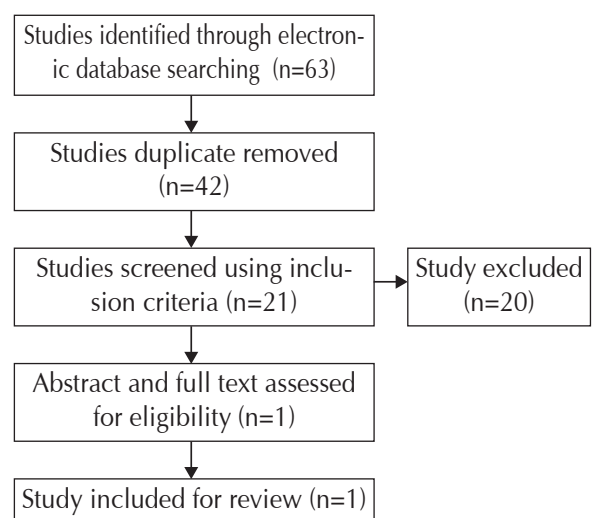 Studies identified through electron-
ic database searching (n=63)
Studies duplicate removed
(n=42)
Studies screened using inclu-
sion criteria (n=21)
Study excluded
(n=20)
Abstract and full text assessed
for eligibility (n=1)
Study included for review (n=1)